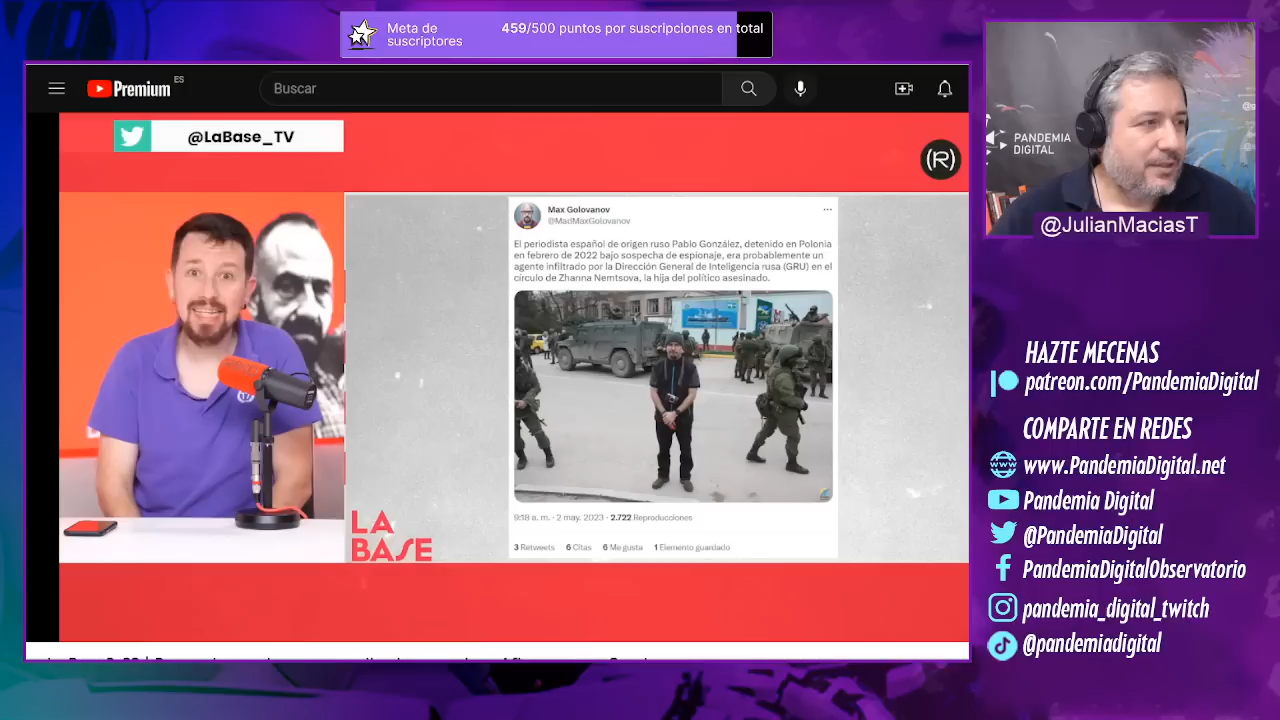 Meta de
suscriptores
459/500 puntos por suscripciones en total
Premium
ES
Buscar
@LaBase_TV
(R)
Max Golovanov
@MadMaxGolovanov
El periodista español de origen ruso Pablo González, detenido en Polonia
en febrero de 2022 bajo sospecha de espionaje, era probablemente un
agente infiltrado por la Dirección General de Inteligencia rusa (GRU) en el
círculo de Zhanna Nemtsova, la hija del político asesinado.
9:18 a. m. · 2 may. 2023 · 2.722 Reproducciones
3 Retweets 6 Citas 6 Me gusta 1 Elemento guardado
LA
BASE
PANDEMIA
DIGITAL
@JulianMaciasT
HAZTE MECENAS
patreon.com/PandemiaDigital
COMPARTE EN REDES
www.PandemiaDigital.net
Pandemia Digital
@PandemiaDigital
PandemiaDigitalObservatorio
pandemia_digital_twitch
@pandemiadigital